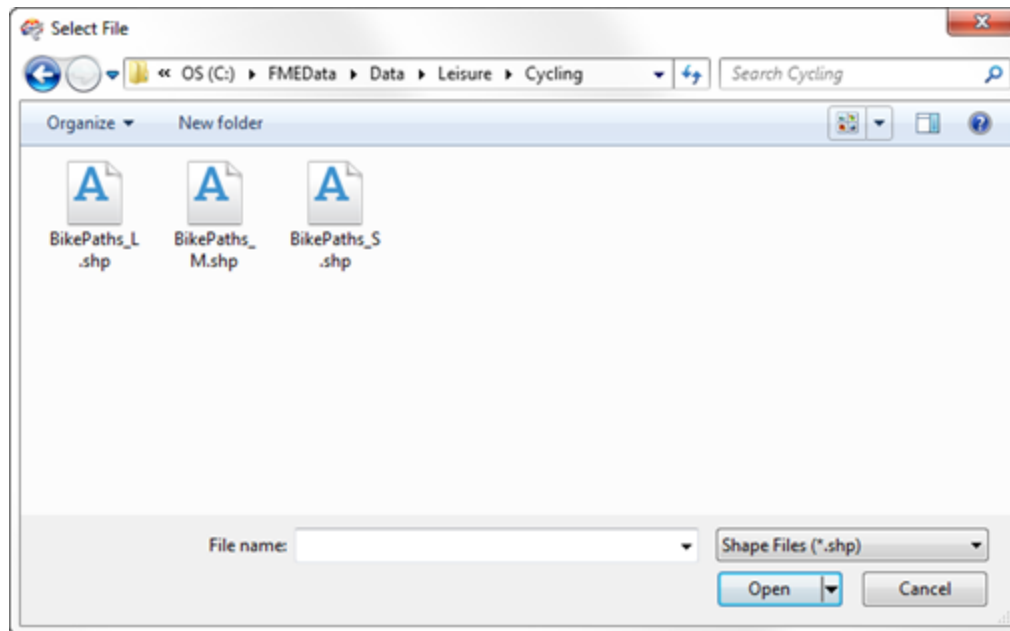 Select File
« OS (C:) ▸ FMEData ▸ Data ▸ Leisure ▸ Cycling
Search Cycling
Organize
New folder
A A A
BikePaths_L BikePaths_ BikePaths_S
.shp M.shp .shp
File name:
Shape Files (*.shp)
Open
Cancel